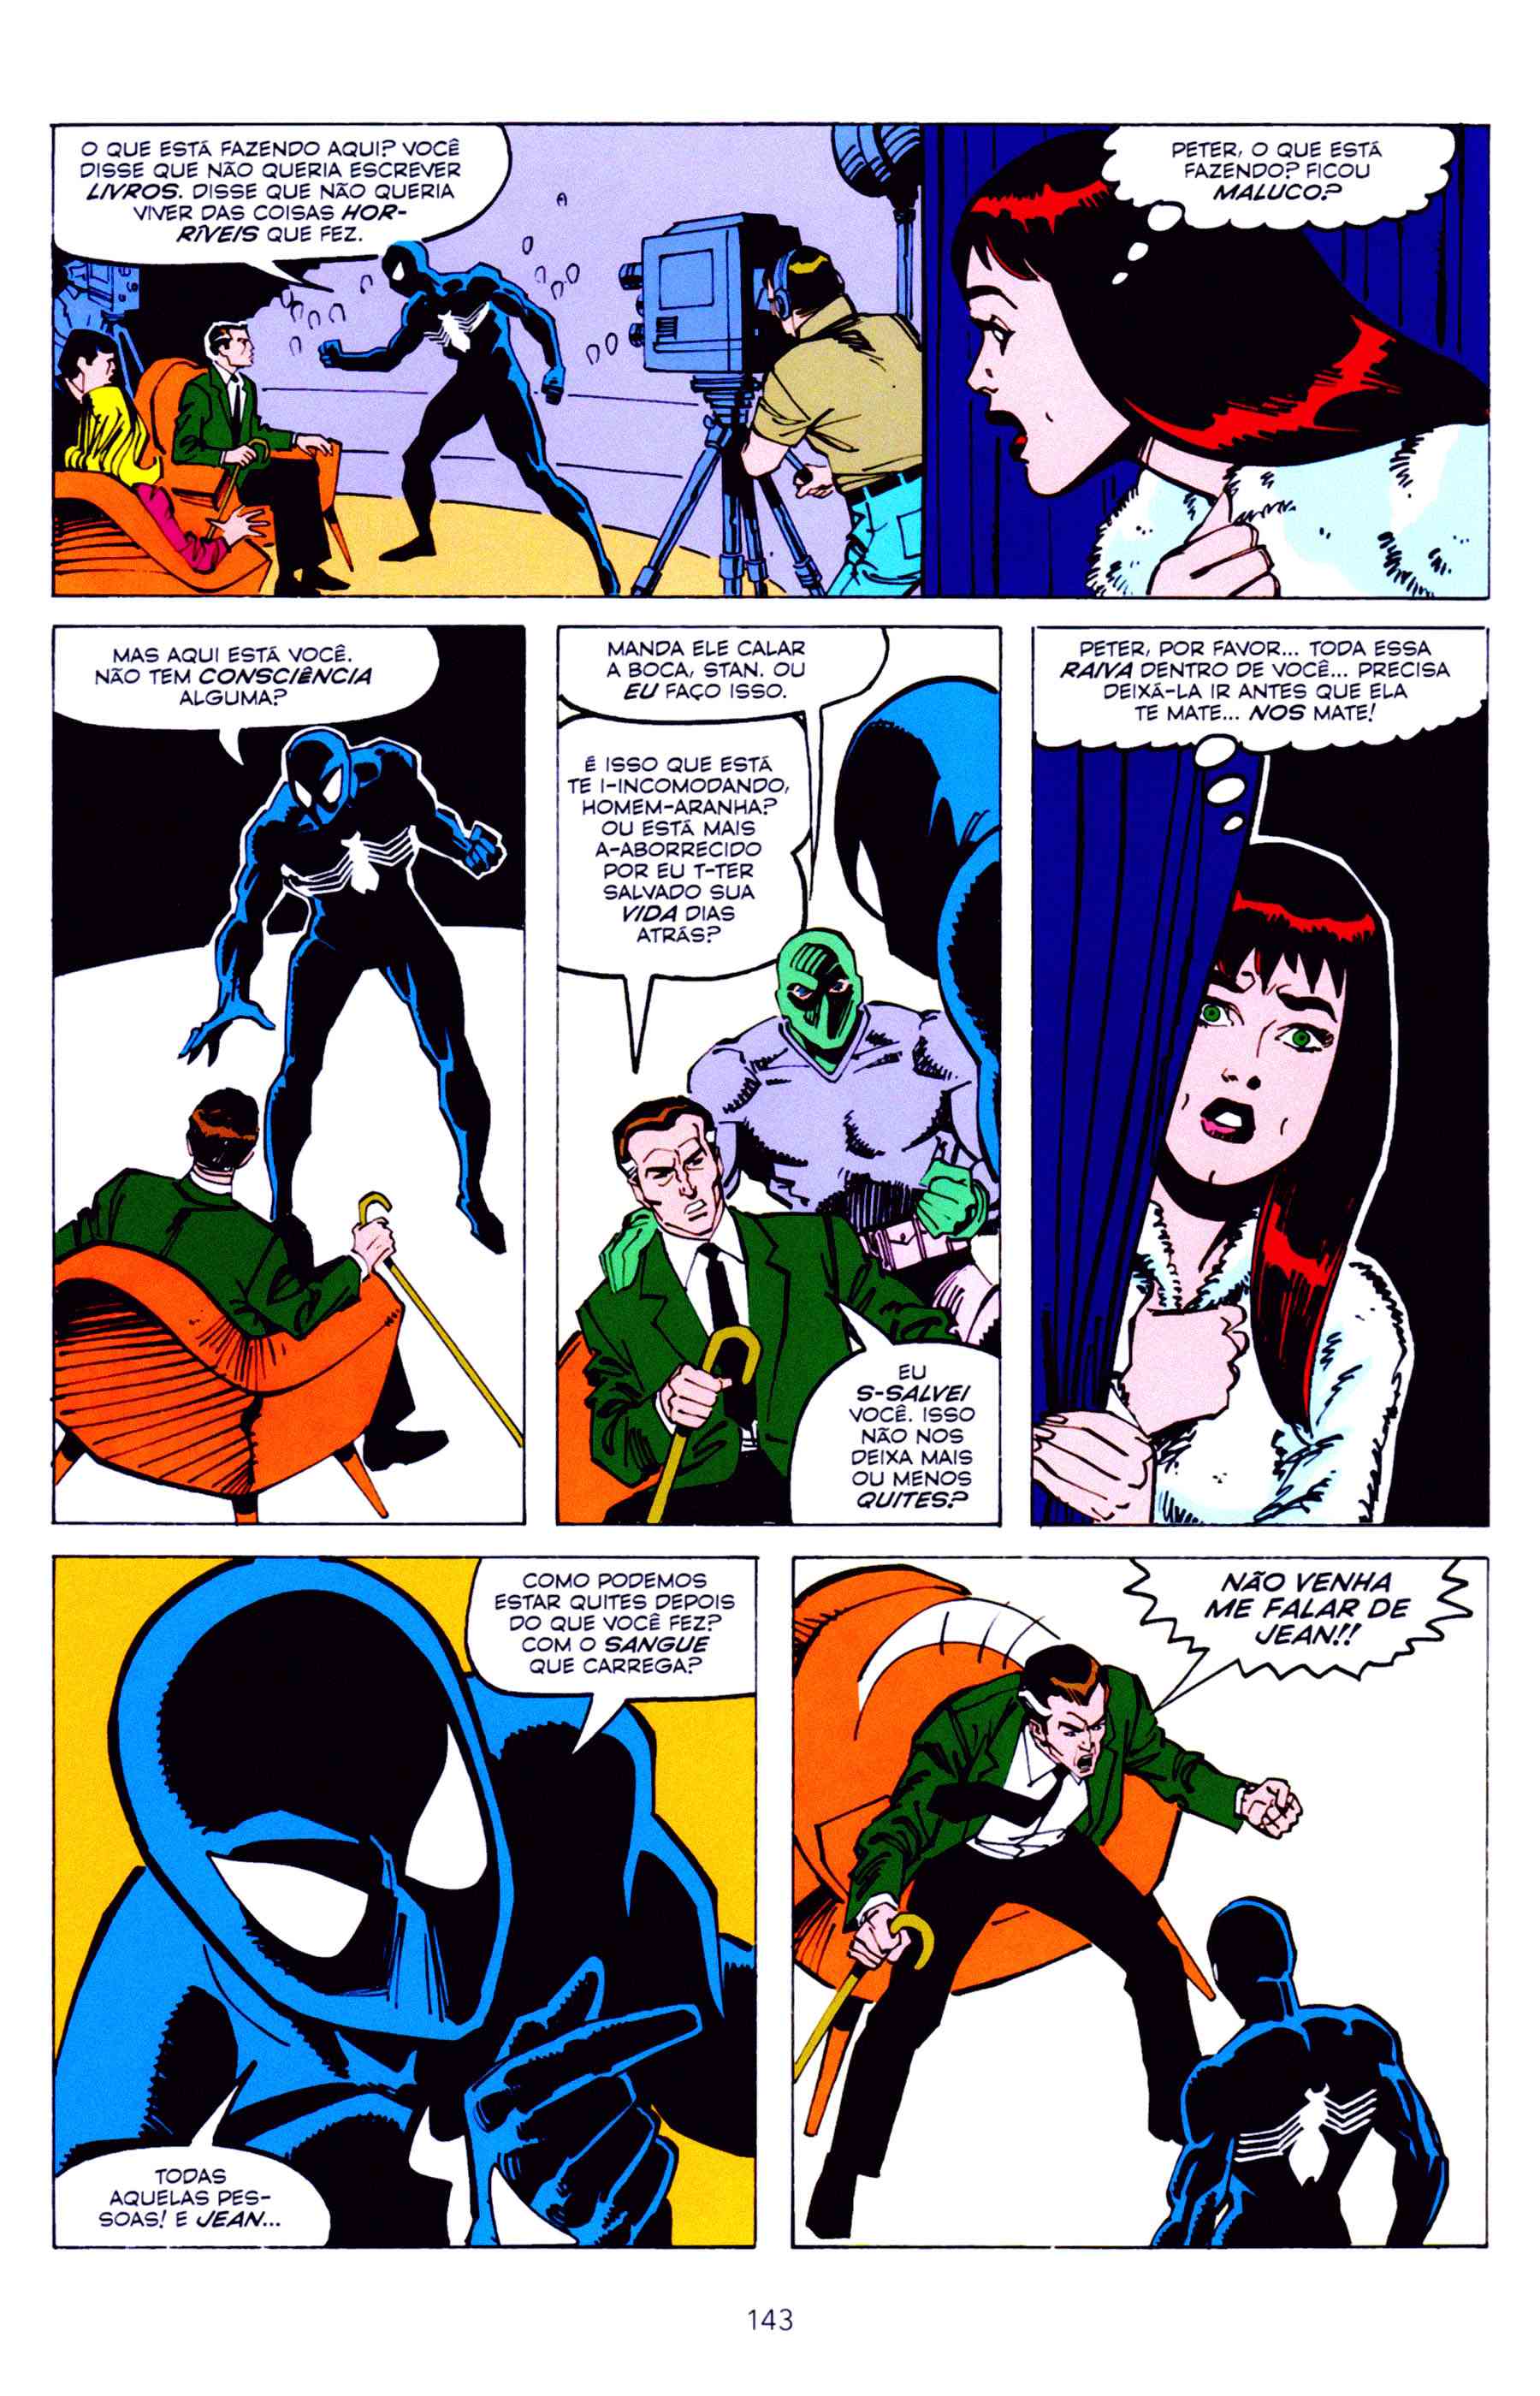 O QUE ESTÁ FAZENDO AQUI? VOCÊ
DISSE QUE NÃO QUERIA ESCREVER
LIVROS. DISSE QUE NÃO QUERIA
VIVER DAS COISAS HOR-
RÍVEIS QUE FEZ.
PETER, O QUE ESTÁ
FAZENDO? FICOU
MALUCO?
MAS AQUI ESTÁ VOCÊ.
NÃO TEM CONSCIÊNCIA
ALGUMA?
MANDA ELE CALAR
A BOCA, STAN. OU
EU FAÇO ISSO.
É ISSO QUE ESTÁ
TE I-INCOMODANDO,
HOMEM-ARANHA?
OU ESTÁ MAIS
A-ABORRECIDO
POR EU T-TER
SALVADO SUA
VIDA DIAS
ATRÁS?
EU
S-SALVEI
VOCÊ. ISSO
NÃO NOS
DEIXA MAIS
OU MENOS
QUITES?
PETER, POR FAVOR... TODA ESSA
RAIVA DENTRO DE VOCÊ... PRECISA
DEIXÁ-LA IR ANTES QUE ELA
TE MATE... NOS MATE!
COMO PODEMOS
ESTAR QUITES DEPOIS
DO QUE VOCÊ FEZ?
COM O SANGUE
QUE CARREGA?
TODAS
AQUELAS PES-
SOAS! E JEAN...
NÃO VENHA
ME FALAR DE
JEAN!!
143